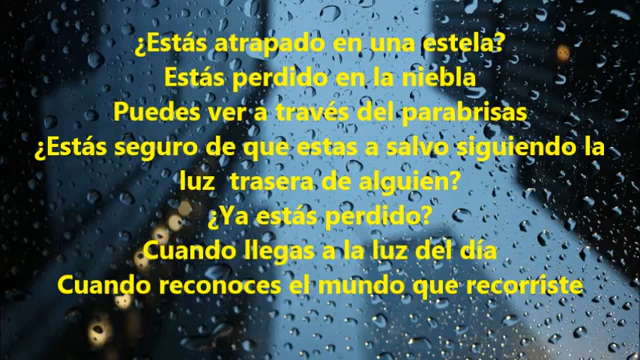 ¿Estás atrapado en una estela?
Estás perdido en la niebla
Puedes ver a través del parabrisas
¿Estás seguro de que estas a salvo siguiendo la
luz trasera de alguien?
¿Ya estás perdido?
Cuando llegas a la luz del día
Cuando reconoces el mundo que recorriste